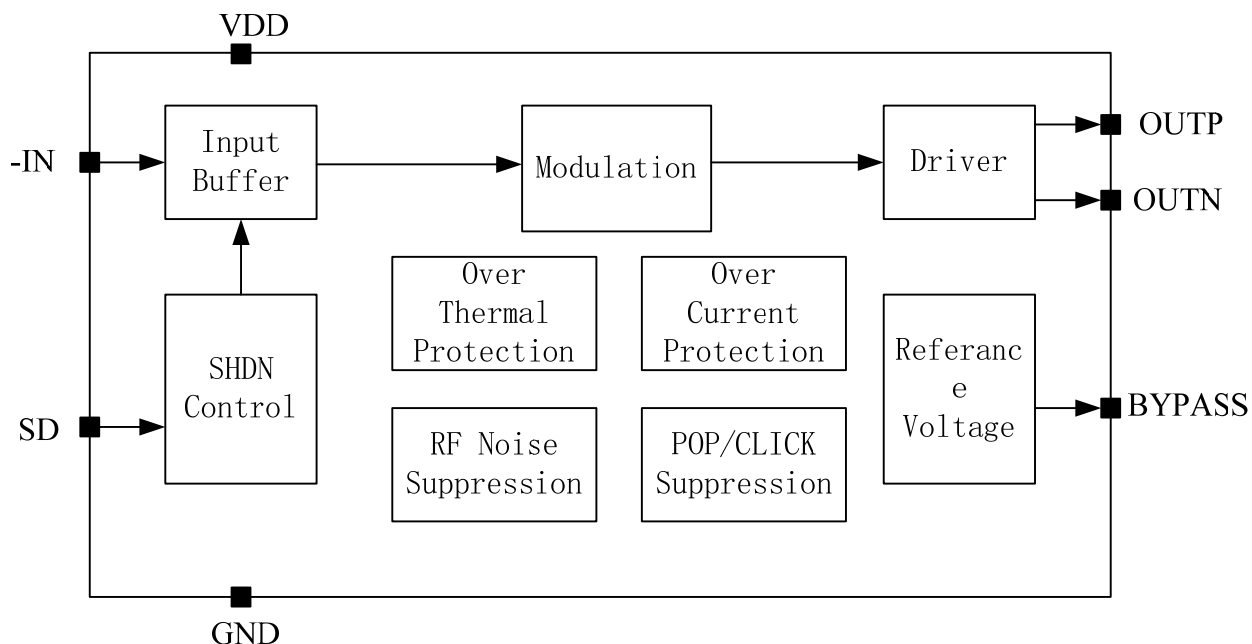 VDD
-IN
Input
Buffer
Modulation
Driver
OUTP
OUTN
Over
Thermal
Protection
Over
Current
Protection
SHDN
Control
SD
Referanc
e
Voltage
BYPASS
RF Noise
Suppression
POP/CLICK
Suppression
GND